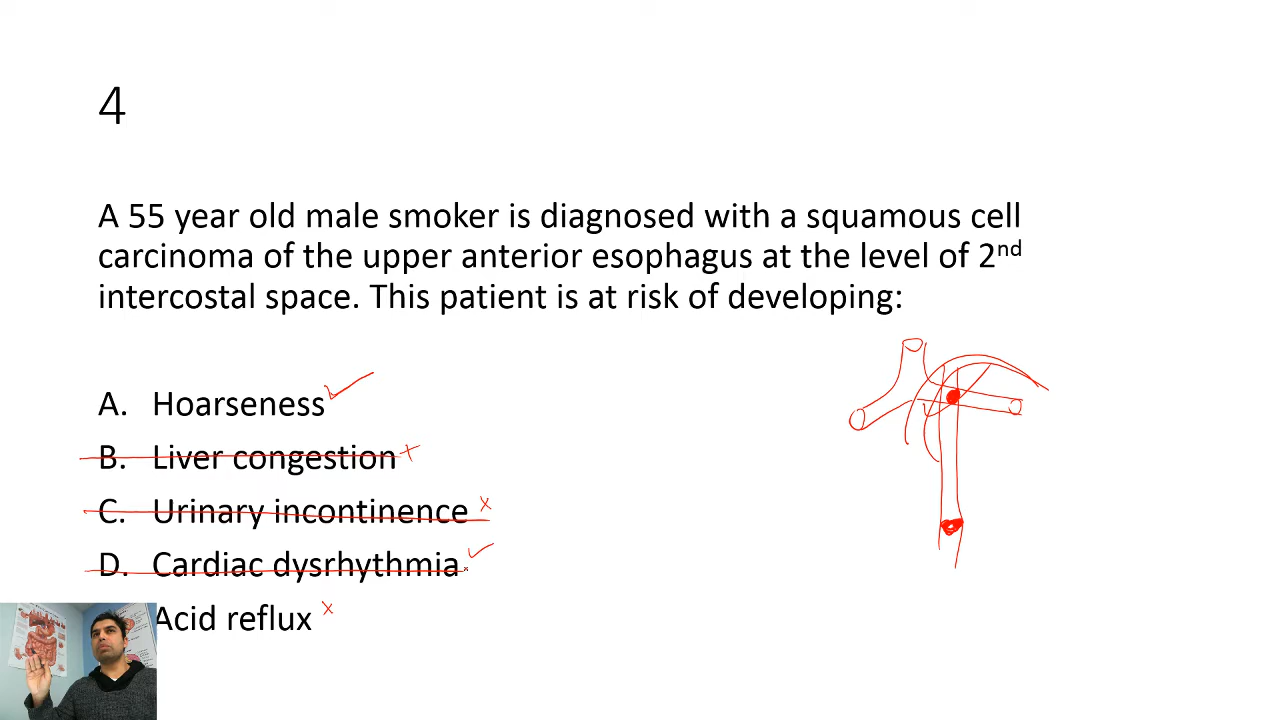 4
A 55 year old male smoker is diagnosed with a squamous cell
carcinoma of the upper anterior esophagus at the level of 2nd
intercostal space. This patient is at risk of developing:
A. Hoarseness
B. Liver congestion
C. Urinary incontinence
D. Cardiac dysrhythmia
Acid reflux